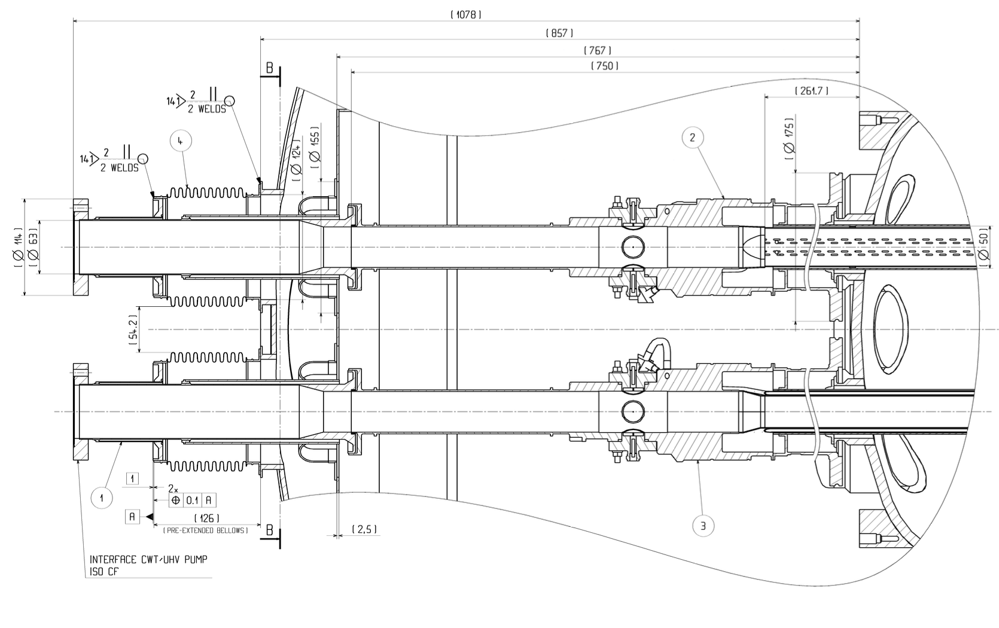 ( 1078 )
( 857 )
( 767 )
( 750 )
B
( 261.7 )
141
2
2 WELDS
4
( Ø 124 )
( Ø 155 )
2
( Ø 175 )
141
2
2 WELDS
( Ø 114 )
( Ø 63 )
( Ø 50 )
( 54.2 )
1
2x
0.1 A
1
A
( 126 )
( PRE-EXTENDED BELLOWS )
B
( 2,5 )
3
INTERFACE CWT/UHV PUMP
ISO CF